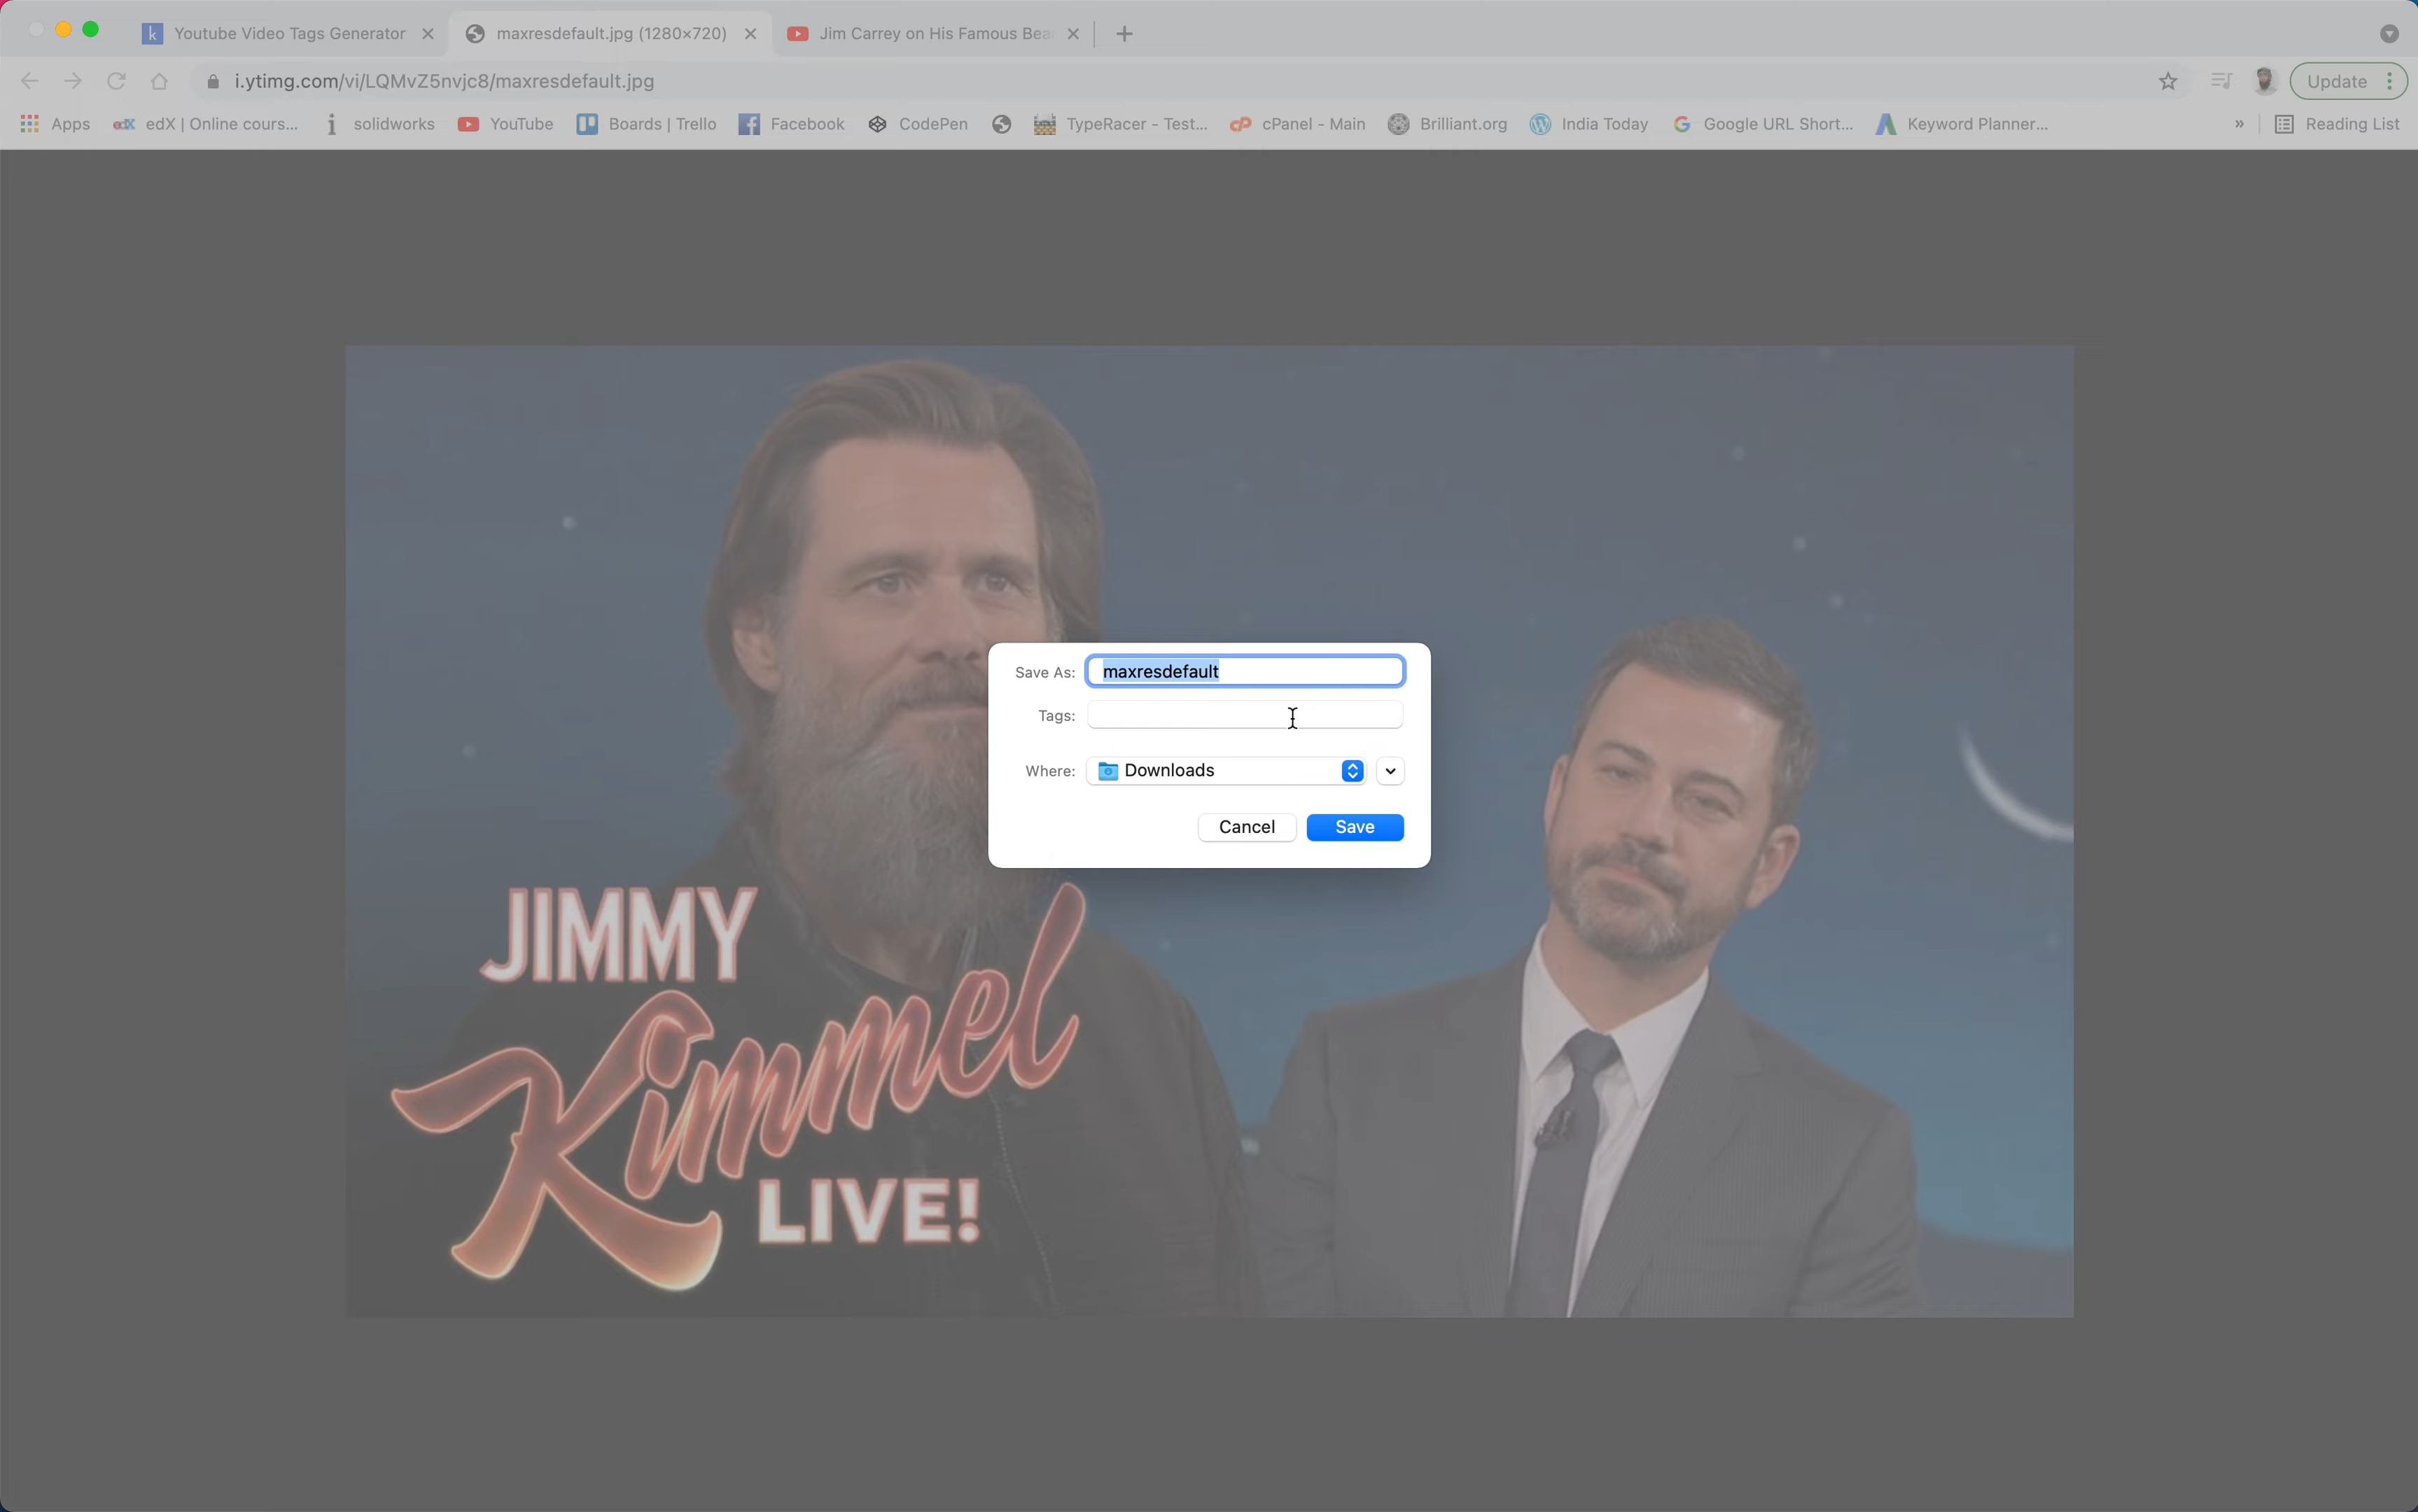 k Youtube Video Tags Generator
maxresdefault.jpg (1280×720)
Jim Carrey on His Famous Bea
i.ytimg.com/vi/LQMvZ5nvjc8/maxresdefault.jpg
Update
Apps
edX edX | Online cours...
i solidworks
YouTube
Boards | Trello
Facebook
CodePen
TypeRacer - Test...
cP cPanel - Main
Brilliant.org
India Today
Google URL Short...
Keyword Planner...
»
Reading List
Save As: maxresdefault
Tags:
Where: Downloads
Cancel Save
JIMMY
Kimmel
LIVE!